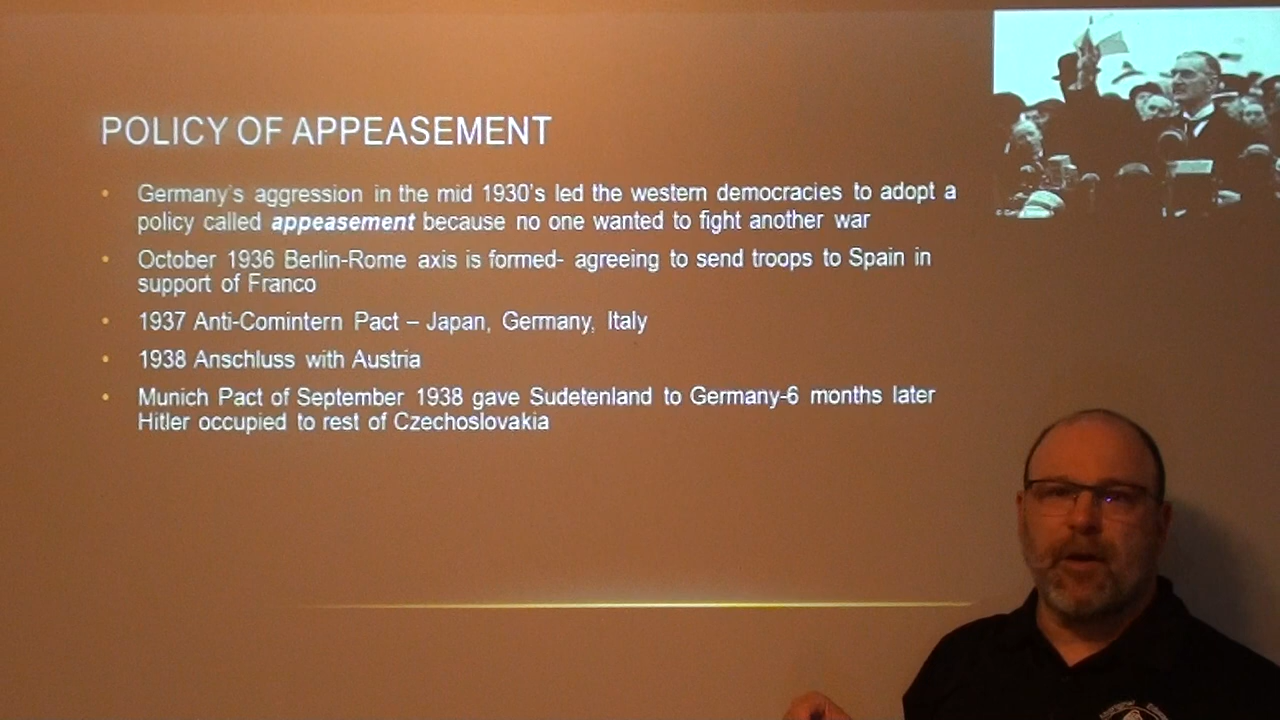 POLICY OF APPEASEMENT
• Germany's aggression in the mid 1930's led the western democracies to adopt a
policy called appeasement because no one wanted to fight another war
• October 1936 Berlin-Rome axis is formed- agreeing to send troops to Spain in
support of Franco
• 1937 Anti-Comintern Pact – Japan, Germany, Italy
• 1938 Anschluss with Austria
• Munich Pact of September 1938 gave Sudetenland to Germany-6 months later
Hitler occupied to rest of Czechoslovakia